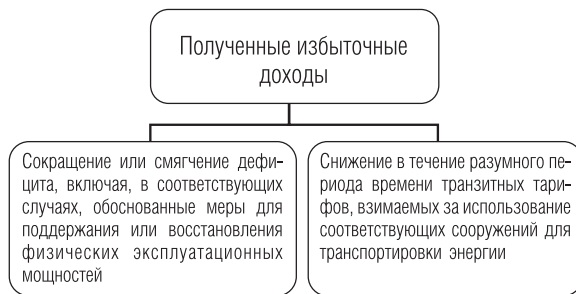 Полученные избыточные
доходы
Сокращение или смягчение дефи-
цита, включая, в соответствующих
случаях, обоснованные меры для
поддержания или восстановления
физических эксплуатационных
мощностей
Снижение в течение разумного пе-
риода времени транзитных тари-
фов, взимаемых за использование
соответствующих сооружений для
транспортировки энергии